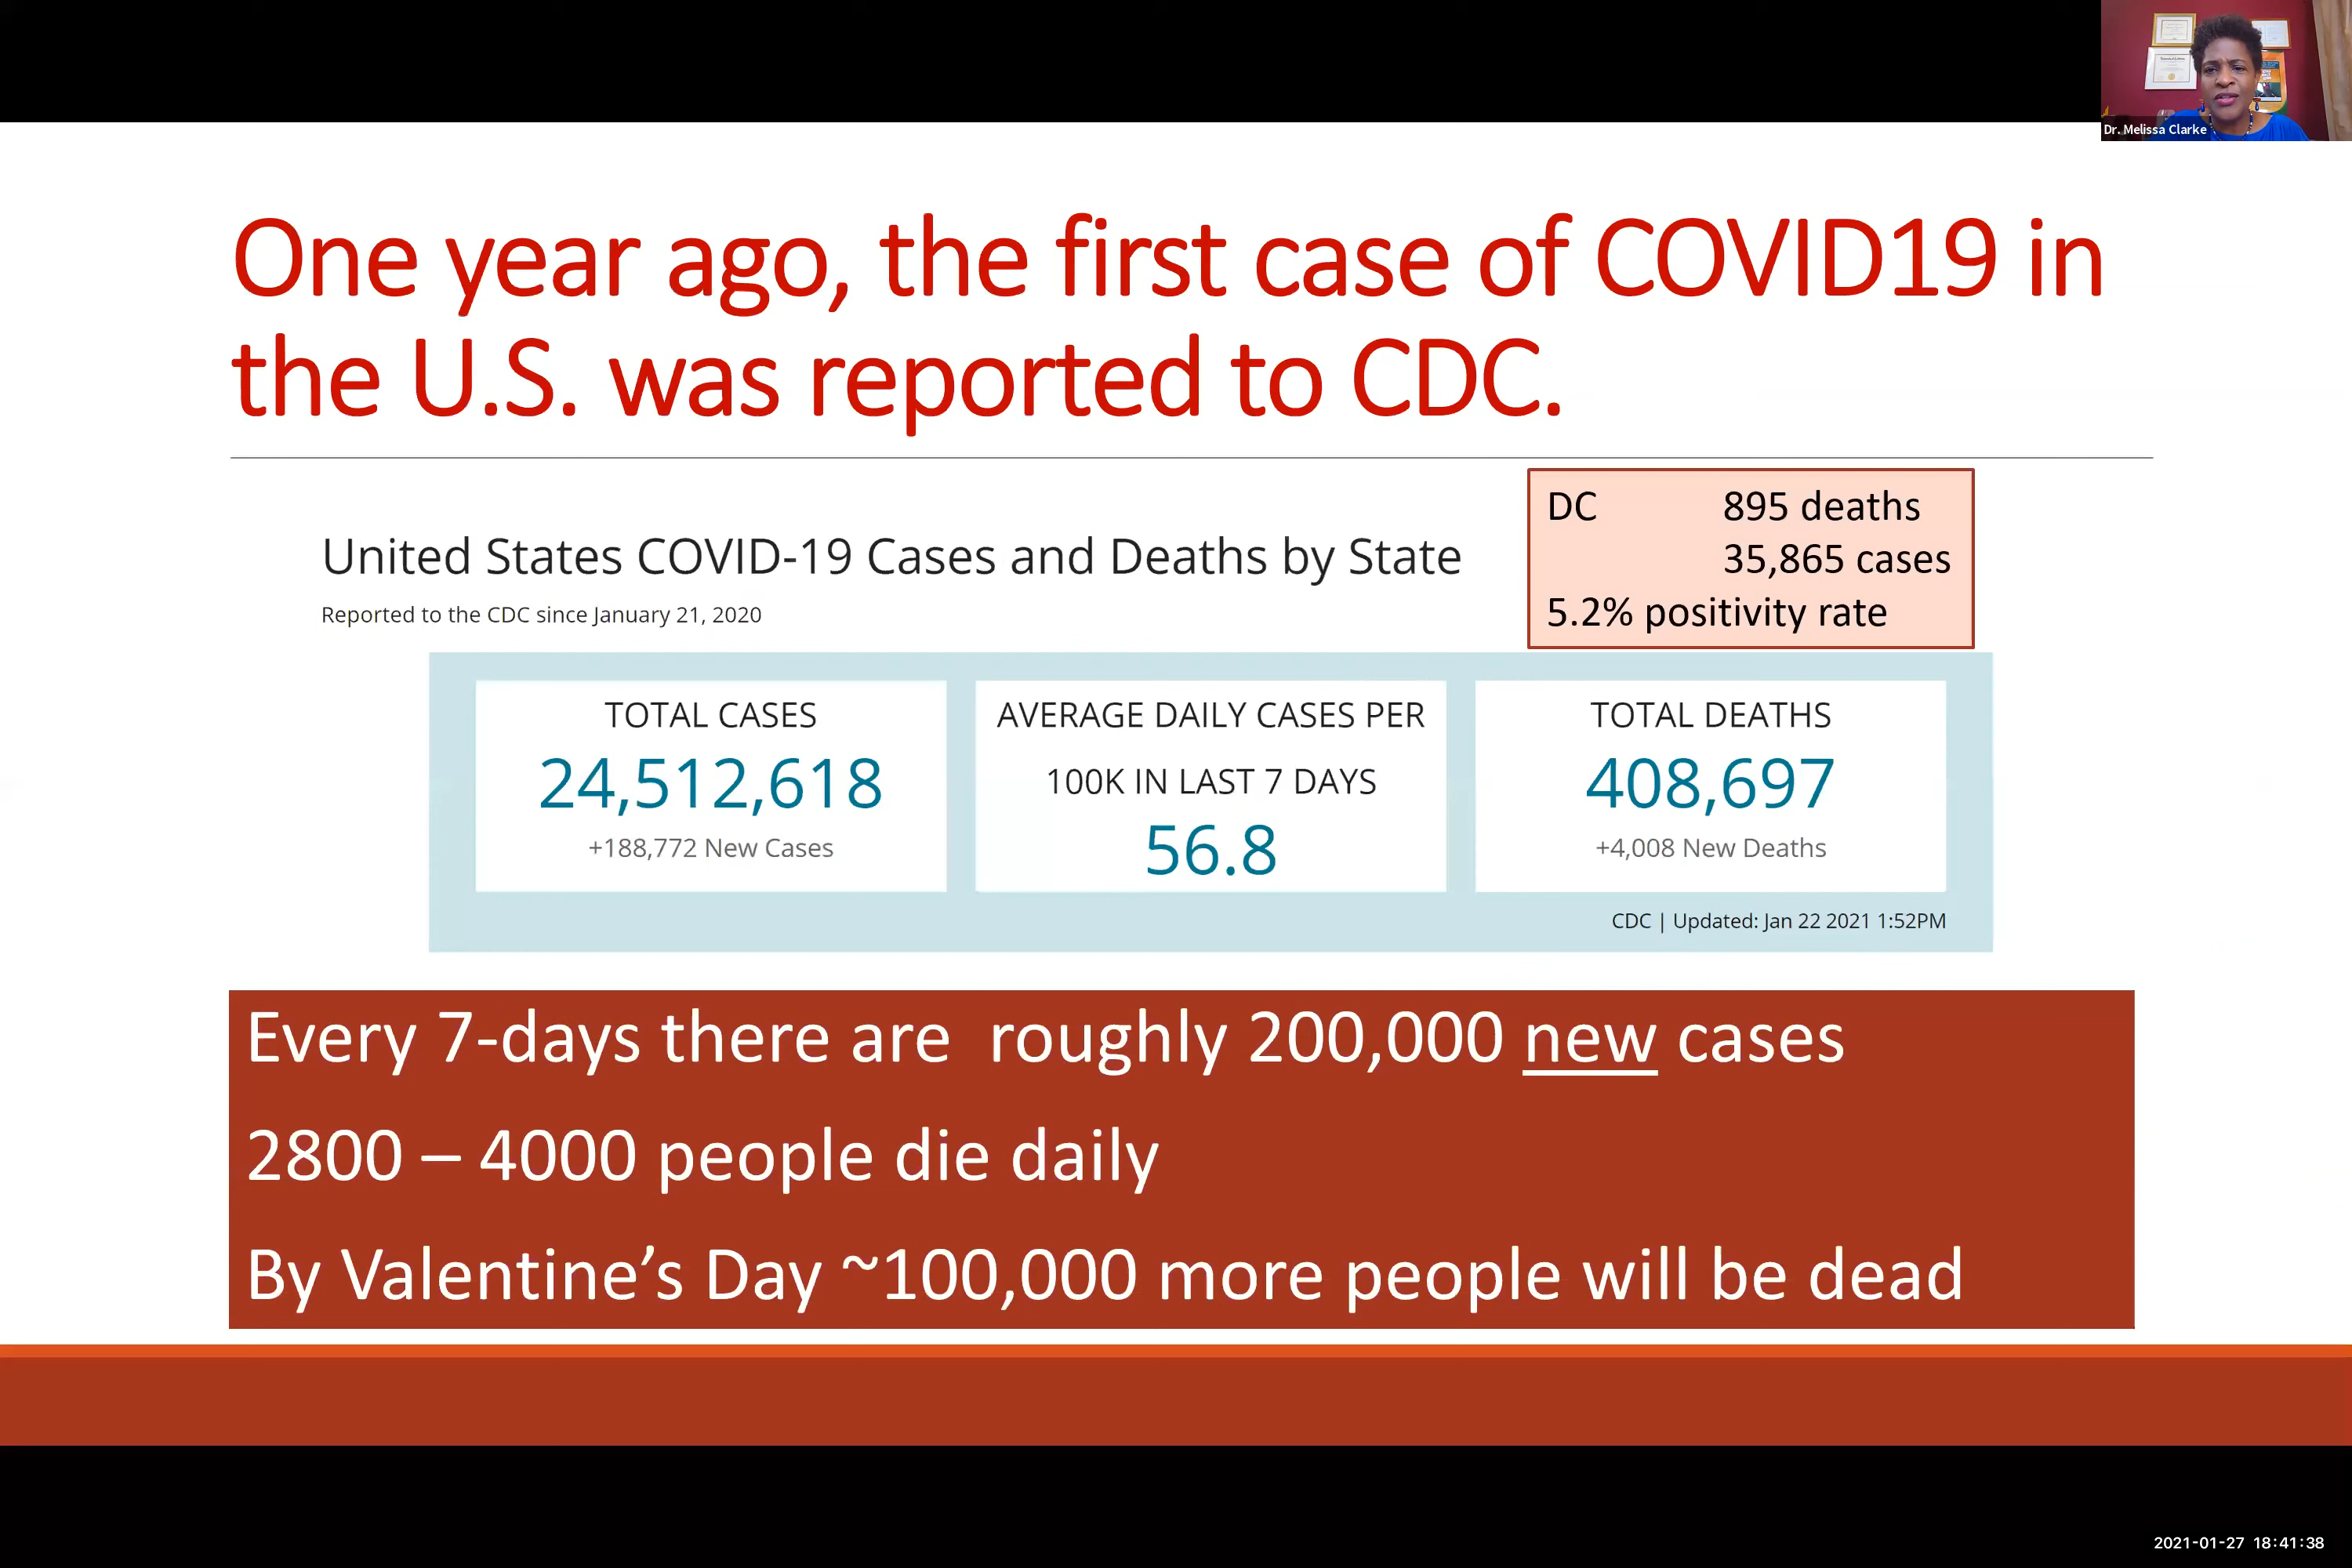 Dr. Melissa Clarke
One year ago, the first case of COVID19 in
the U.S. was reported to CDC.
DC 895 deaths
35,865 cases
5.2% positivity rate
United States COVID-19 Cases and Deaths by State
Reported to the CDC since January 21, 2020
TOTAL CASES
24,512,618
+188,772 New Cases
AVERAGE DAILY CASES PER
100K IN LAST 7 DAYS
56.8
TOTAL DEATHS
408,697
+4,008 New Deaths
CDC | Updated: Jan 22 2021 1:52PM
Every 7-days there are roughly 200,000 new cases
2800 – 4000 people die daily
By Valentine’s Day ~100,000 more people will be dead
2021-01-27 18:41:38